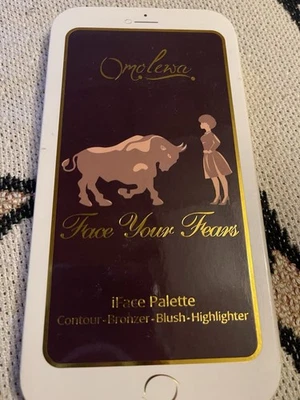 Omolewa
Face Your Fears
iFace Palette
Contour-Bronzer-Blush-Highlighter